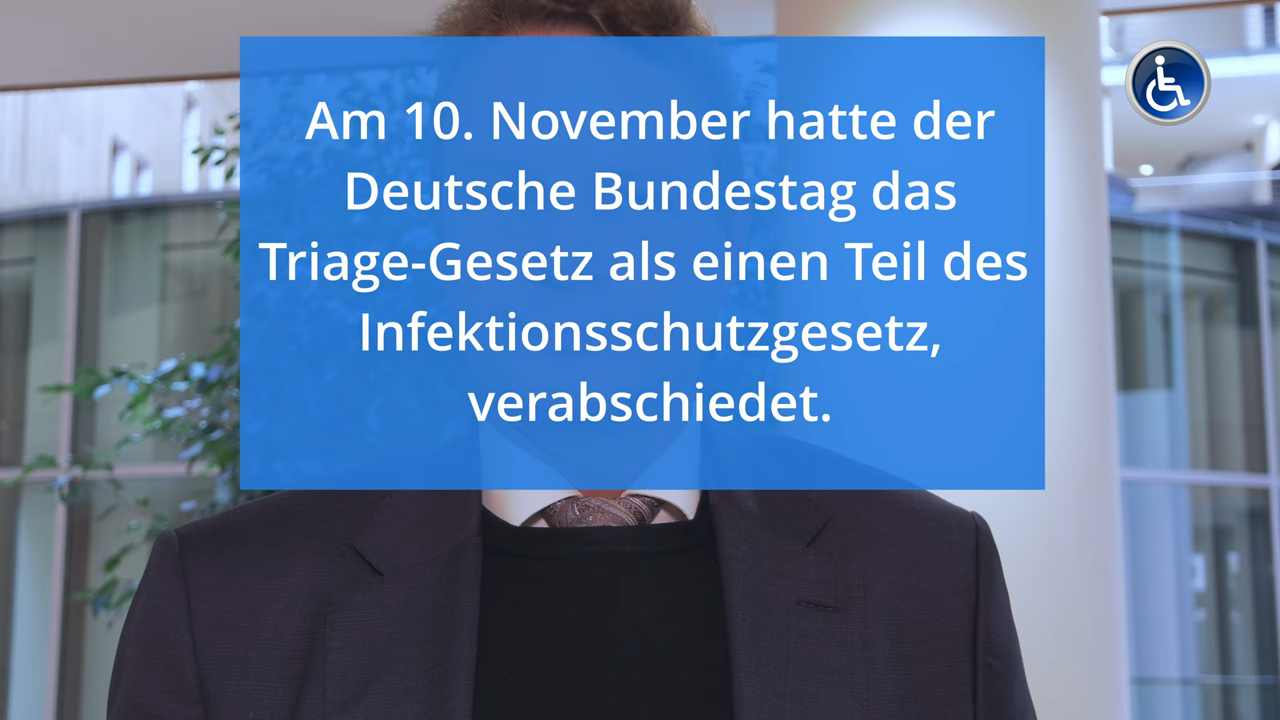 Am 10. November hatte der
Deutsche Bundestag das
Triage-Gesetz als einen Teil des
Infektionsschutzgesetz,
verabschiedet.